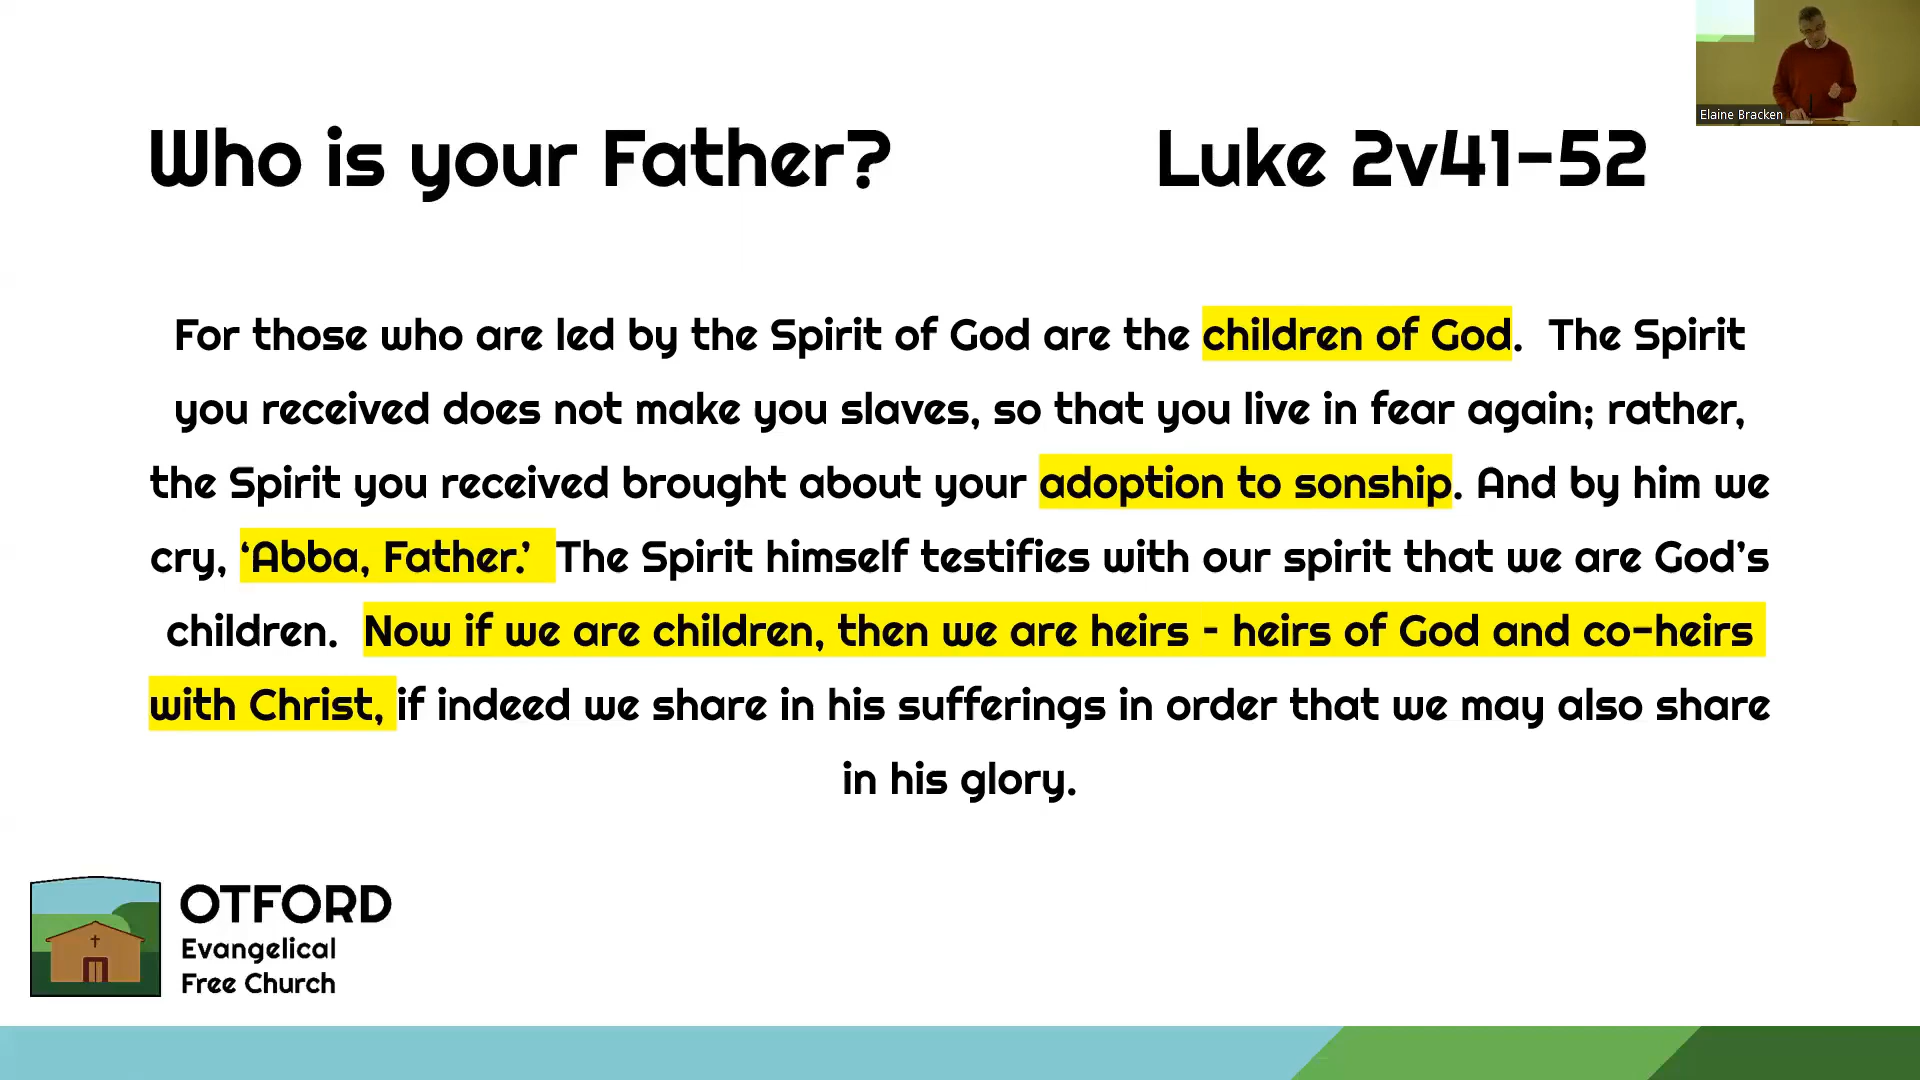 Elaine Bracken
Who is your Father? Luke 2v41-52
For those who are led by the Spirit of God are the children of God. The Spirit
you received does not make you slaves, so that you live in fear again; rather,
the Spirit you received brought about your adoption to sonship. And by him we
cry, ‘Abba, Father.’ The Spirit himself testifies with our spirit that we are God’s
children. Now if we are children, then we are heirs - heirs of God and co-heirs
with Christ, if indeed we share in his sufferings in order that we may also share
in his glory.
OTFORD
Evangelical
Free Church